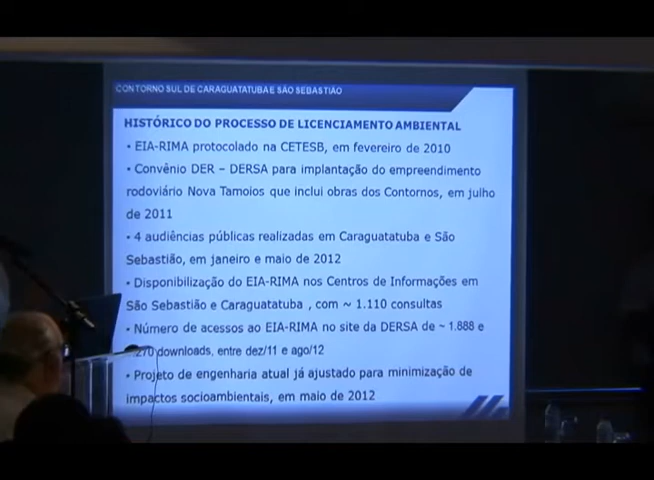 CONTORNO SUL DE CARAGUATATUBA E SÃO SEBASTIÃO
HISTÓRICO DO PROCESSO DE LICENCIAMENTO AMBIENTAL
• EIA-RIMA protocolado na CETESB, em fevereiro de 2010
• Convênio DER – DERSA para implantação do empreendimento
rodoviário Nova Tamoios que inclui obras dos Contornos, em julho
de 2011
• 4 audiências públicas realizadas em Caraguatatuba e São
Sebastião, em janeiro e maio de 2012
• Disponibilização do EIA-RIMA nos Centros de Informações em
São Sebastião e Caraguatatuba , com ~ 1.110 consultas
• Número de acessos ao EIA-RIMA no site da DERSA de ~ 1.888 e
downloads, entre dez/11 e ago/12
• Projeto de engenharia atual já ajustado para minimização de
impactos socioambientais, em maio de 2012